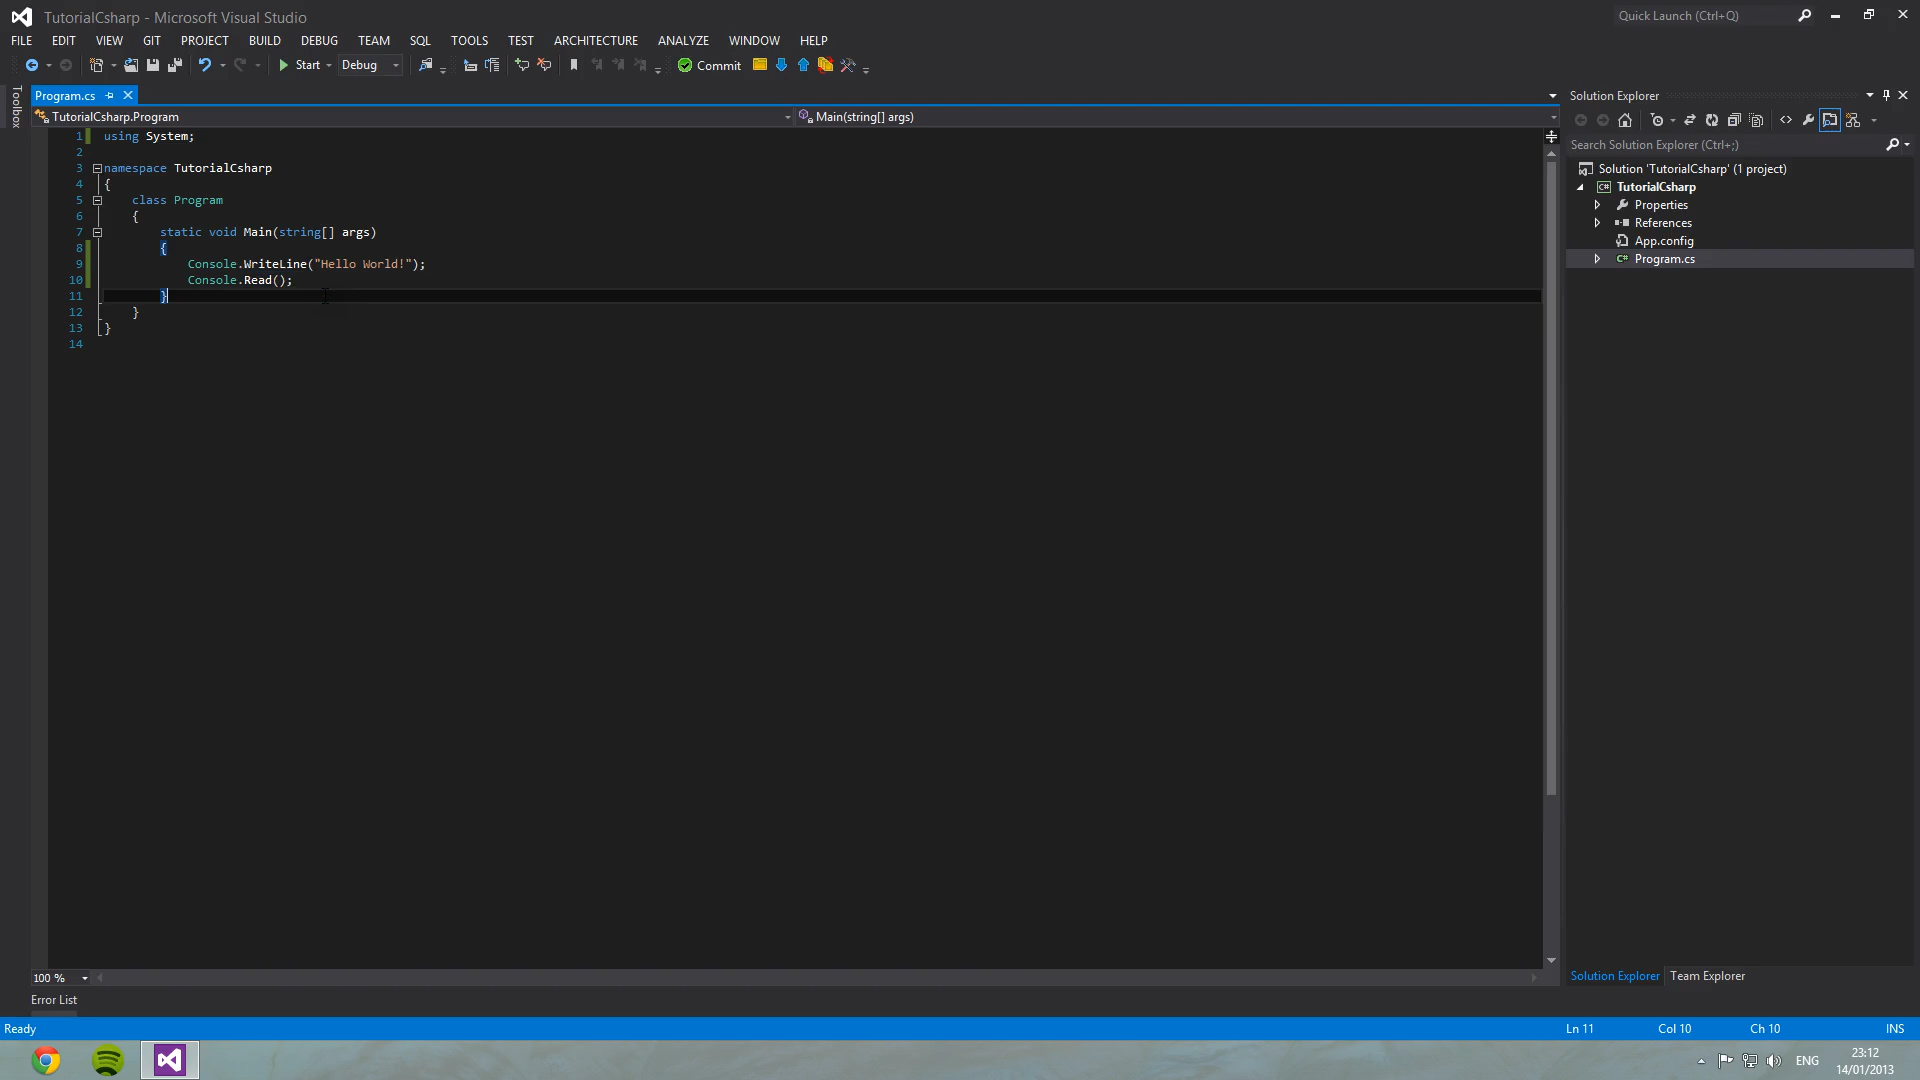 TutorialCsharp - Microsoft Visual Studio
Quick Launch (Ctrl+Q)
FILE EDIT VIEW GIT PROJECT BUILD DEBUG TEAM SQL TOOLS TEST ARCHITECTURE ANALYZE WINDOW HELP
Start Debug Commit
Toolbox
Program.cs
TutorialCsharp.Program Main(string[] args)
1 using System;
2
3 namespace TutorialCsharp
4 {
5 class Program
6 {
7 static void Main(string[] args)
8 {
9 Console.WriteLine("Hello World!");
10 Console.Read();
11 }
12 }
13 }
14
100 %
Solution Explorer
Search Solution Explorer (Ctrl+;)
Solution 'TutorialCsharp' (1 project)
C# TutorialCsharp
Properties
References
App.config
C# Program.cs
Solution Explorer Team Explorer
Error List
Ready Ln 11 Col 10 Ch 10 INS
ENG
23:12
14/01/2013